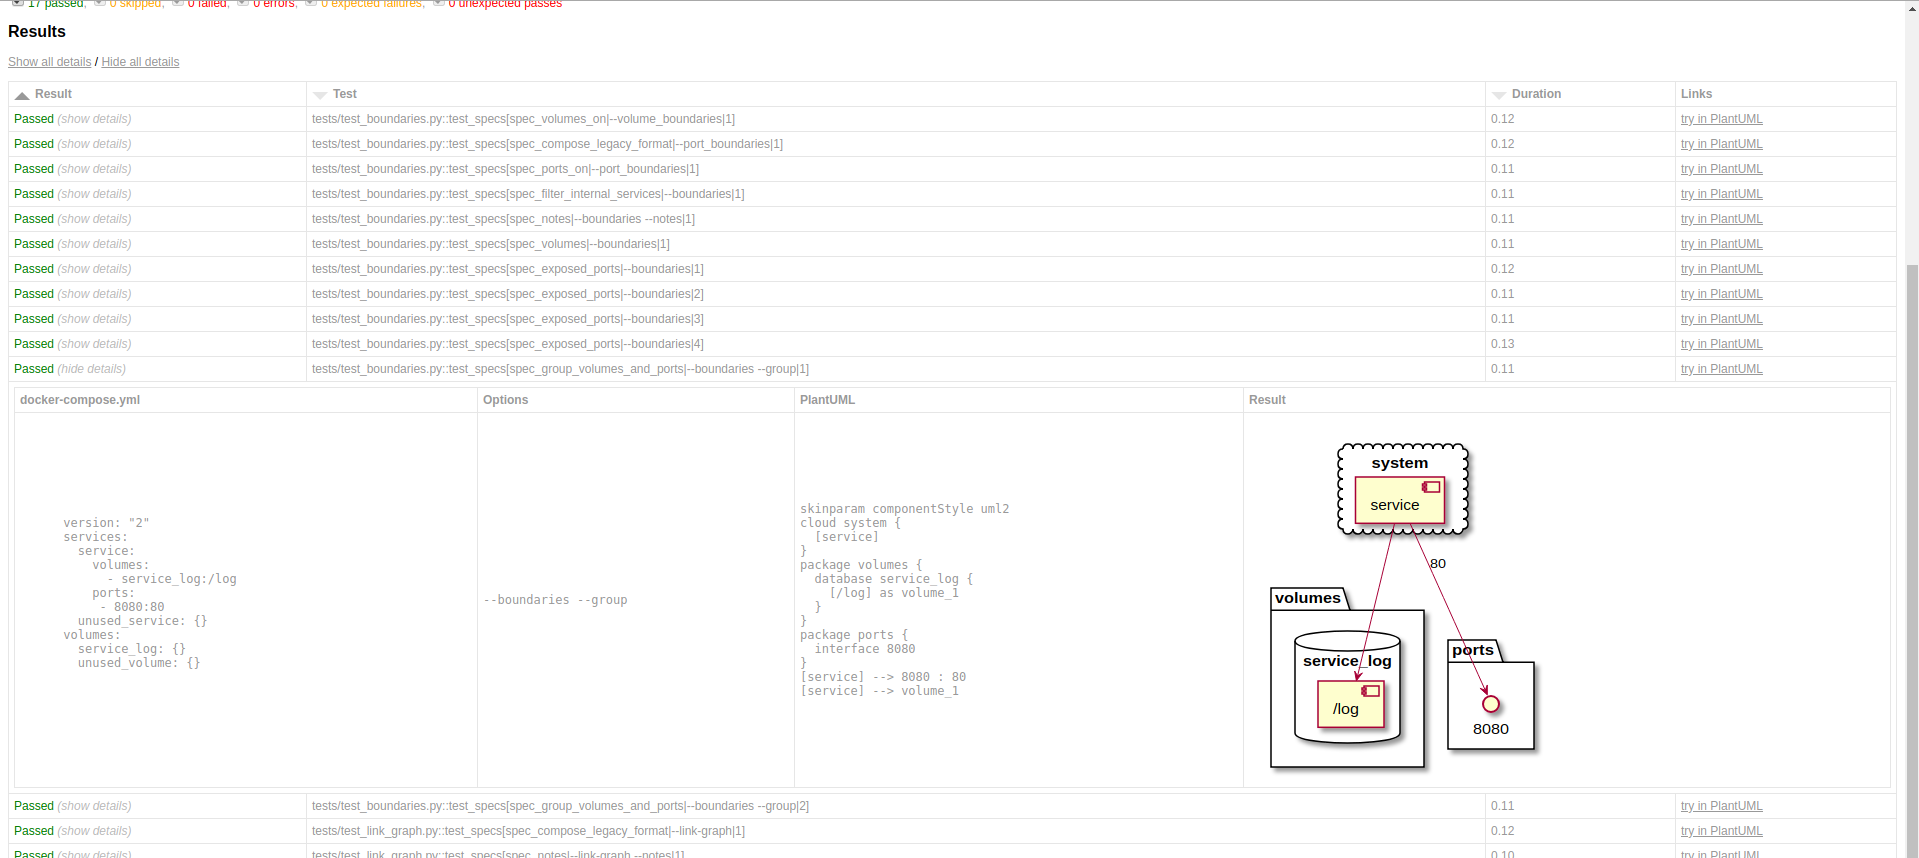 17 passed, 0 skipped, 0 failed, 0 errors, 0 expected failures, 0 unexpected passes
Results
Show all details / Hide all details
Result Test Duration Links
Passed (show details) tests/test_boundaries.py::test_specs[spec_volumes_on|--volume_boundaries|1] 0.12 try in PlantUML
Passed (show details) tests/test_boundaries.py::test_specs[spec_compose_legacy_format|--port_boundaries|1] 0.12 try in PlantUML
Passed (show details) tests/test_boundaries.py::test_specs[spec_ports_on|--port_boundaries|1] 0.11 try in PlantUML
Passed (show details) tests/test_boundaries.py::test_specs[spec_filter_internal_services|--boundaries|1] 0.11 try in PlantUML
Passed (show details) tests/test_boundaries.py::test_specs[spec_notes|--boundaries --notes|1] 0.11 try in PlantUML
Passed (show details) tests/test_boundaries.py::test_specs[spec_volumes|--boundaries|1] 0.11 try in PlantUML
Passed (show details) tests/test_boundaries.py::test_specs[spec_exposed_ports|--boundaries|1] 0.12 try in PlantUML
Passed (show details) tests/test_boundaries.py::test_specs[spec_exposed_ports|--boundaries|2] 0.11 try in PlantUML
Passed (show details) tests/test_boundaries.py::test_specs[spec_exposed_ports|--boundaries|3] 0.11 try in PlantUML
Passed (show details) tests/test_boundaries.py::test_specs[spec_exposed_ports|--boundaries|4] 0.13 try in PlantUML
Passed (hide details) tests/test_boundaries.py::test_specs[spec_group_volumes_and_ports|--boundaries --group|1] 0.11 try in PlantUML
docker-compose.yml Options PlantUML Result
version: "2"
services:
service:
volumes:
- service_log:/log
ports:
- 8080:80
unused_service: {}
volumes:
service_log: {}
unused_volume: {}
--boundaries --group
skinparam componentStyle uml2
cloud system {
[service]
}
package volumes {
database service_log {
[/log] as volume_1
}
}
package ports {
interface 8080
}
[service] --> 8080 : 80
[service] --> volume_1
system
service
80
volumes
service_log
/log
ports
8080
Passed (show details) tests/test_boundaries.py::test_specs[spec_group_volumes_and_ports|--boundaries --group|2] 0.11 try in PlantUML
Passed (show details) tests/test_link_graph.py::test_specs[spec_compose_legacy_format|--link-graph|1] 0.12 try in PlantUML
Passed (show details) tests/test_link_graph.py::test_specs[spec_notes|--link-graph --notes|1] 0.10 try in PlantUML